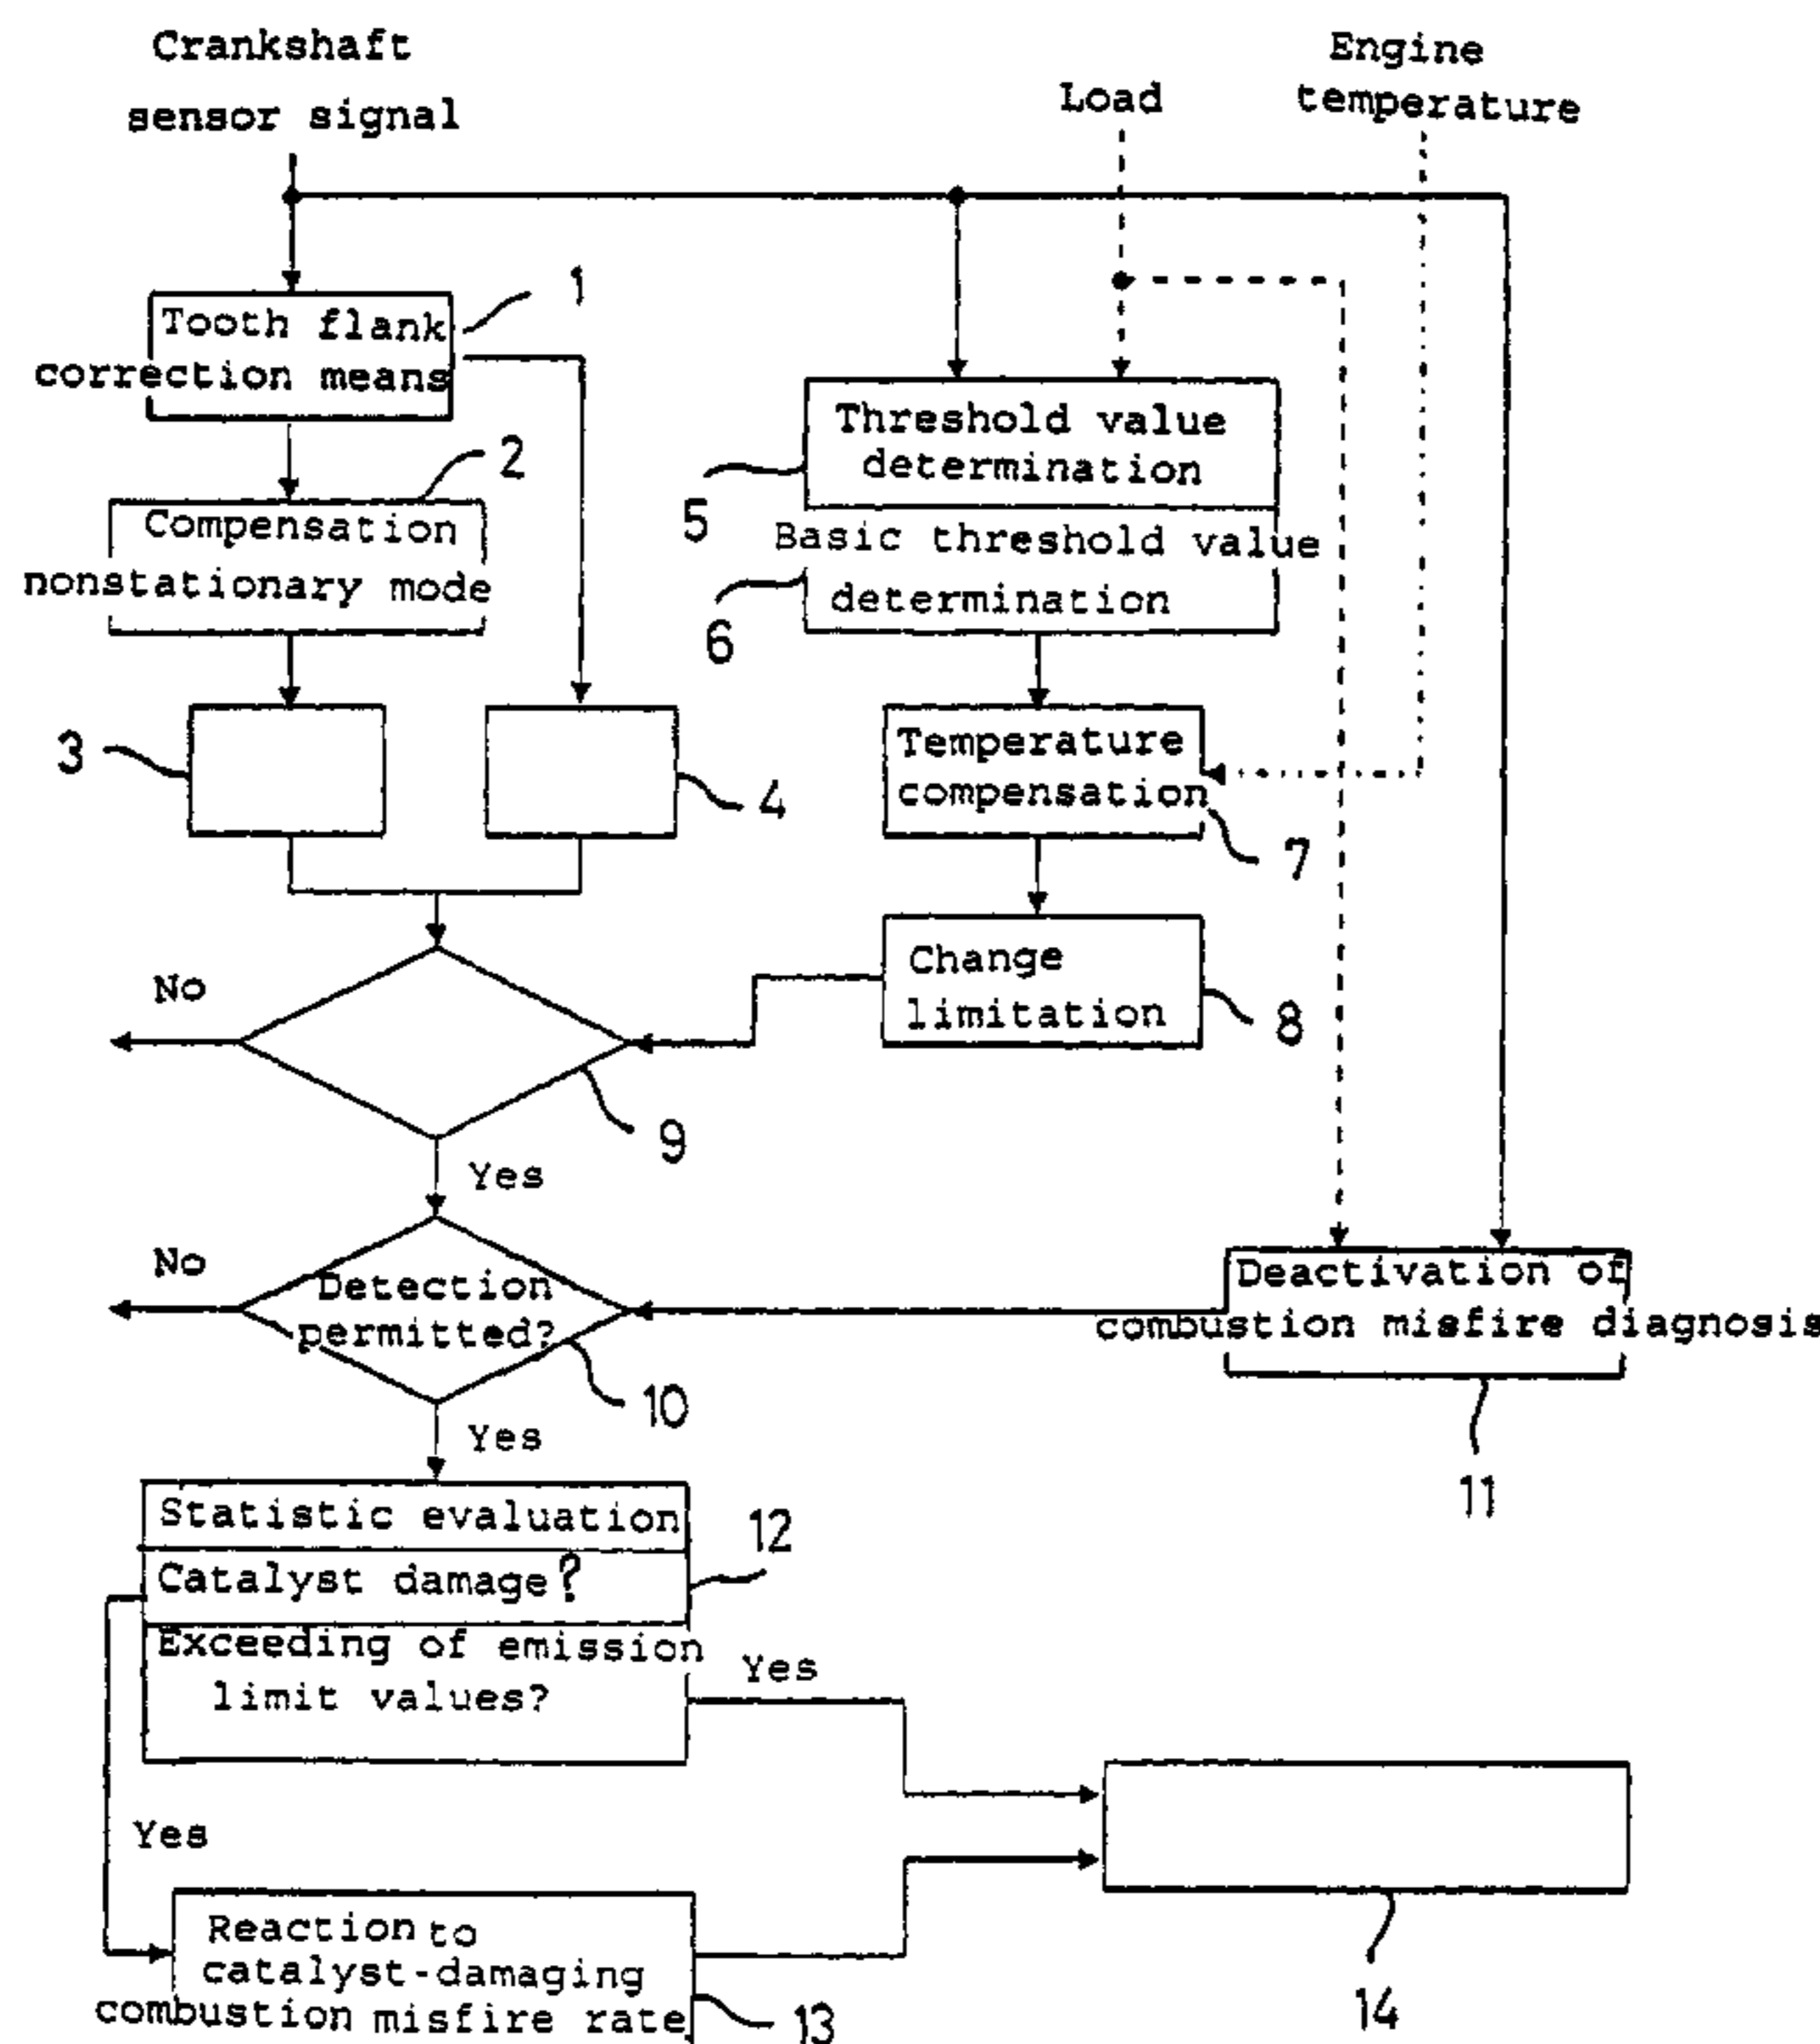 Crankshaft
sensor signal
Load
Engine
temperature
Tooth flank
correction means
1
Compensation
nonstationary mode
2
3
4
Threshold value
determination
5
Basic threshold value
determination
6
Temperature
compensation
7
Change
limitation
8
No
9
Yes
No
Detection
permitted?
10
Deactivation of
combustion misfire diagnosis
11
Yes
Statistic evaluation
Catalyst damage?
12
Exceeding of emission
limit values?
Yes
Yes
Reaction to
catalyst-damaging
combustion misfire rate
13
14